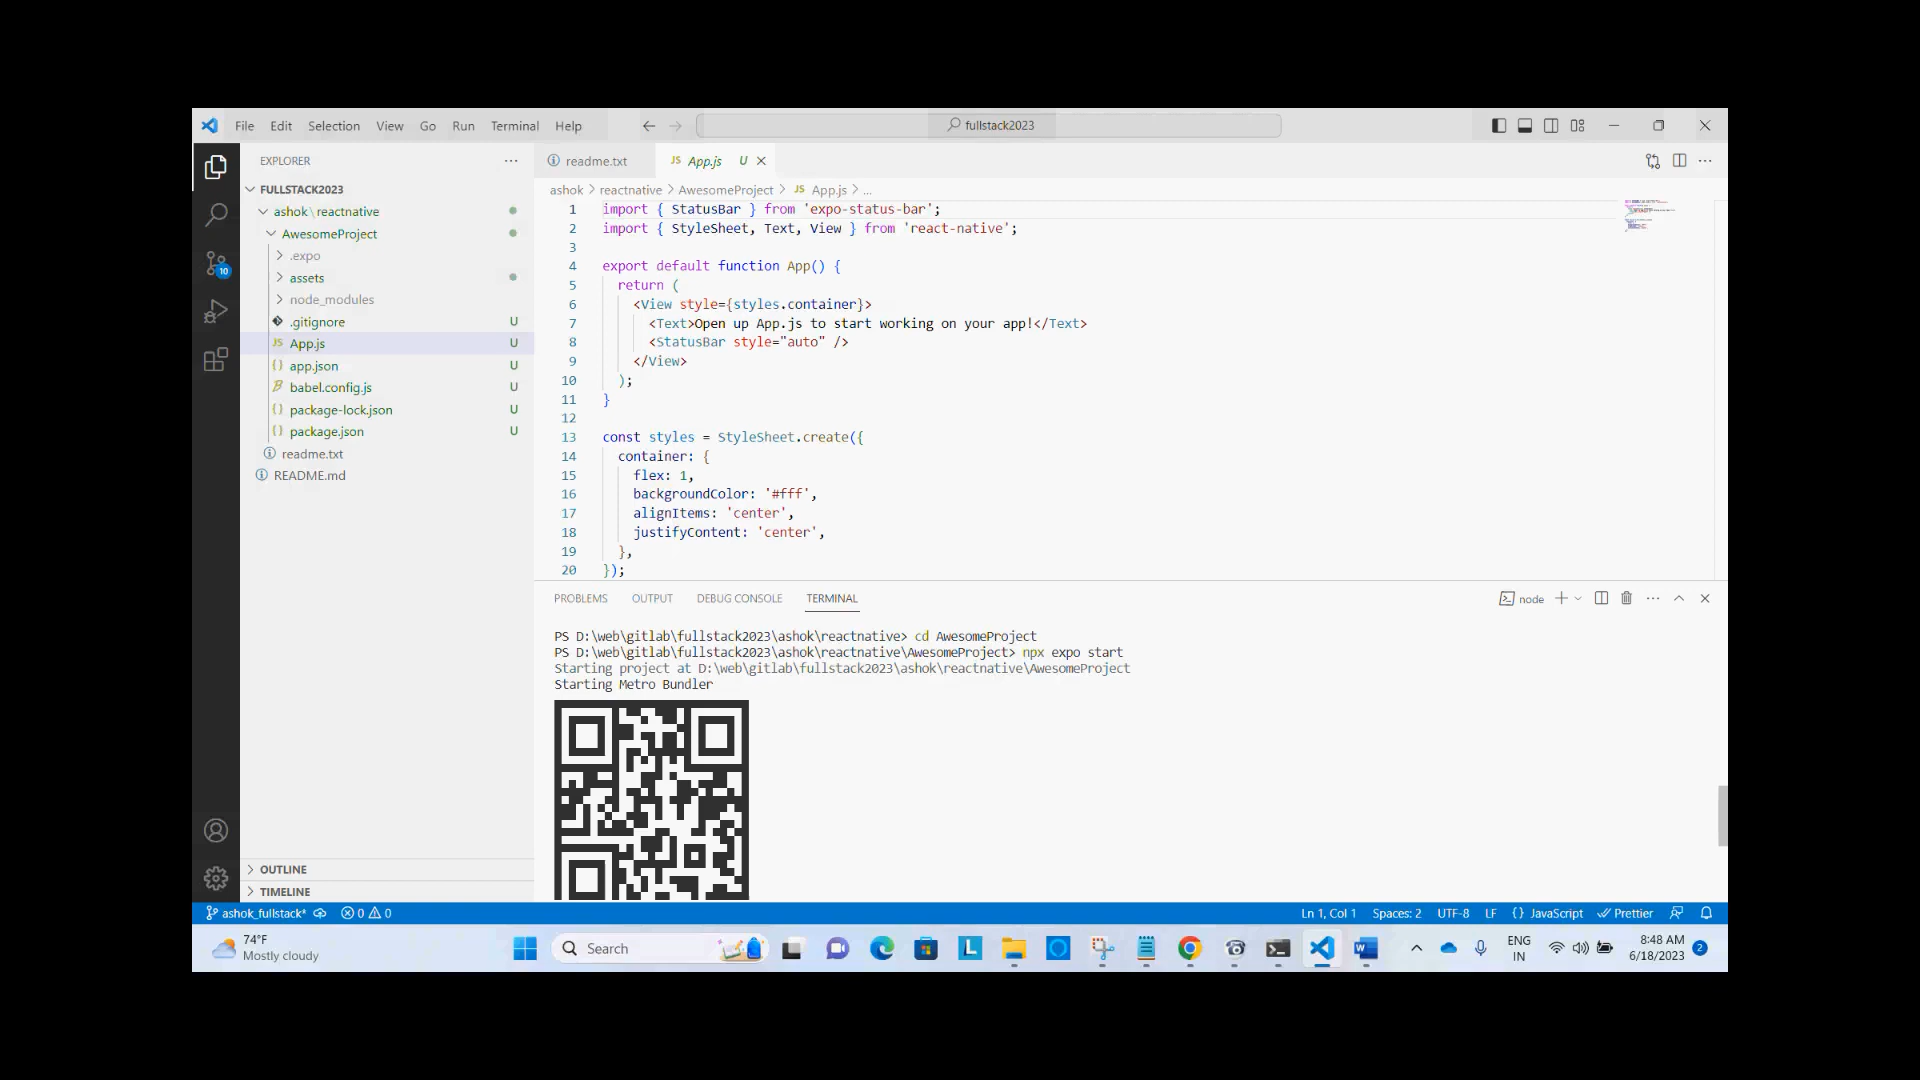 File Edit Selection View Go Run Terminal Help
fullstack2023
EXPLORER
FULLSTACK2023
ashok\reactnative
AwesomeProject
.expo
assets
node_modules
.gitignore U
JS App.js U
{} app.json U
babel.config.js U
{} package-lock.json U
{} package.json U
readme.txt
README.md
OUTLINE
TIMELINE
readme.txt
JS App.js U
ashok > reactnative > AwesomeProject > JS App.js > ...
1 import { StatusBar } from 'expo-status-bar';
2 import { StyleSheet, Text, View } from 'react-native';
3
4 export default function App() {
5 return (
6 <View style={styles.container}>
7 <Text>Open up App.js to start working on your app!</Text>
8 <StatusBar style="auto" />
9 </View>
10 );
11 }
12
13 const styles = StyleSheet.create({
14 container: {
15 flex: 1,
16 backgroundColor: '#fff',
17 alignItems: 'center',
18 justifyContent: 'center',
19 },
20 });
PROBLEMS OUTPUT DEBUG CONSOLE TERMINAL
node
PS D:\web\gitlab\fullstack2023\ashok\reactnative> cd AwesomeProject
PS D:\web\gitlab\fullstack2023\ashok\reactnative\AwesomeProject> npx expo start
Starting project at D:\web\gitlab\fullstack2023\ashok\reactnative\AwesomeProject
Starting Metro Bundler
10
ashok_fullstack* 0 0
Ln 1, Col 1 Spaces: 2 UTF-8 LF {} JavaScript Prettier
74°F
Mostly cloudy
Search
L
W
ENG
IN
8:48 AM
6/18/2023
2